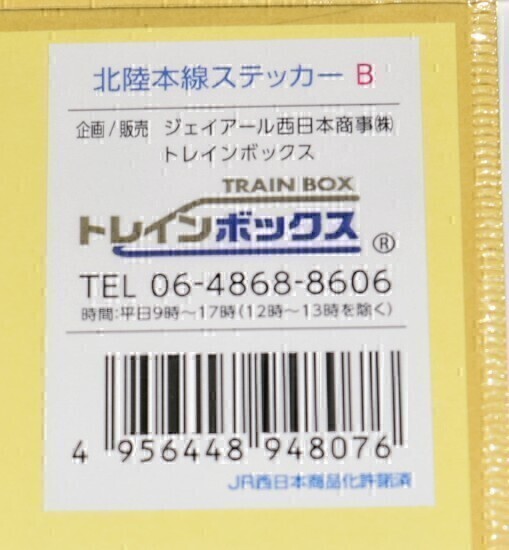 北陸本線ステッカー B
企画/販売 ジェイアール西日本商事㈱
トレインボックス
TRAIN BOX
トレインボックス ®
TEL 06-4868-8606
時間:平日9時～17時(12時～13時を除く)
4 956448 948076
JR西日本商品化許諾済